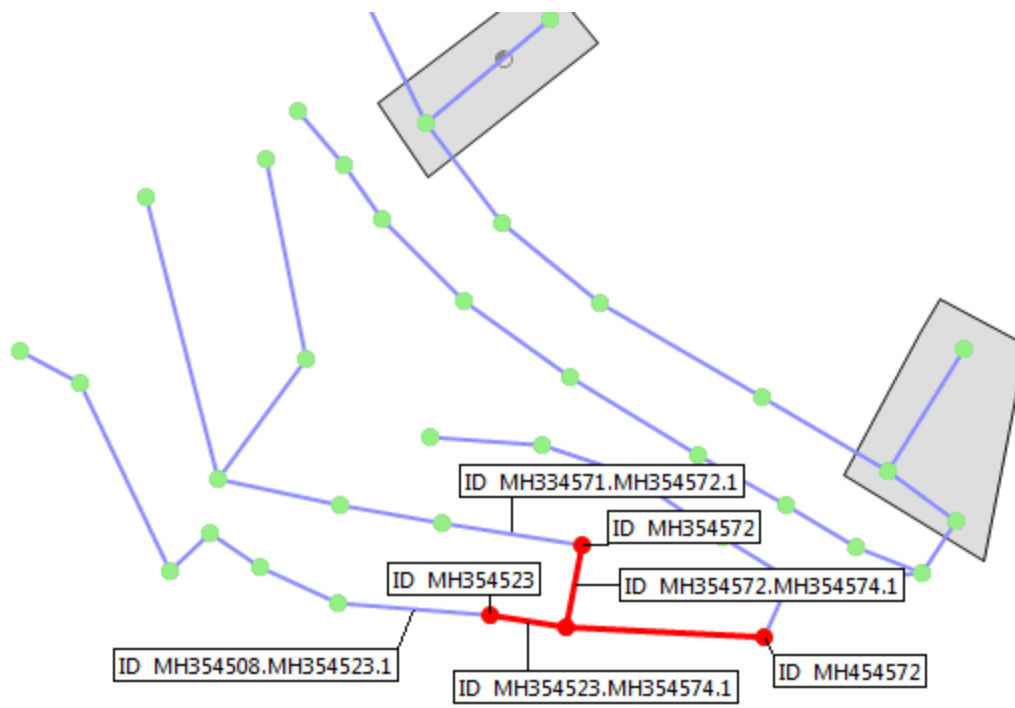 ID MH334571.MH354572.1
ID MH354572
ID MH354523
ID MH354572.MH354574.1
ID MH354508.MH354523.1
ID MH354523.MH354574.1
ID MH454572